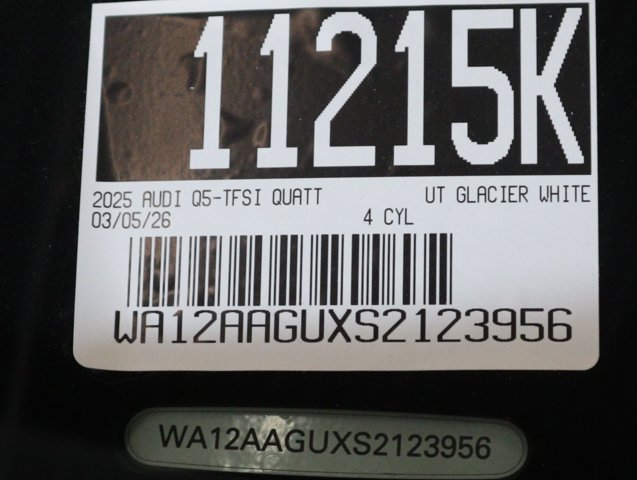 11215K
2025 AUDI Q5-TFSI QUATT UT GLACIER WHITE
03/05/26 4 CYL
WA12AAGUXS2123956
WA12AAGUXS2123956